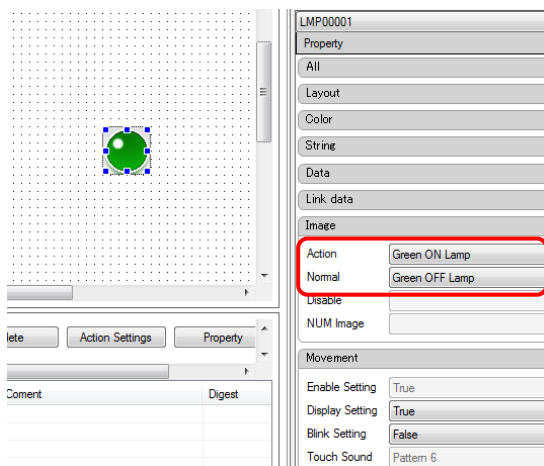 LMP00001
Property
All
Layout
Color
String
Data
Link data
Image
Action Green ON Lamp
Normal Green OFF Lamp
Disable
NUM Image
Movement
Enable Setting True
Display Setting True
Blink Setting False
Touch Sound Pattern 6
lete Action Settings Property
Coment Digest